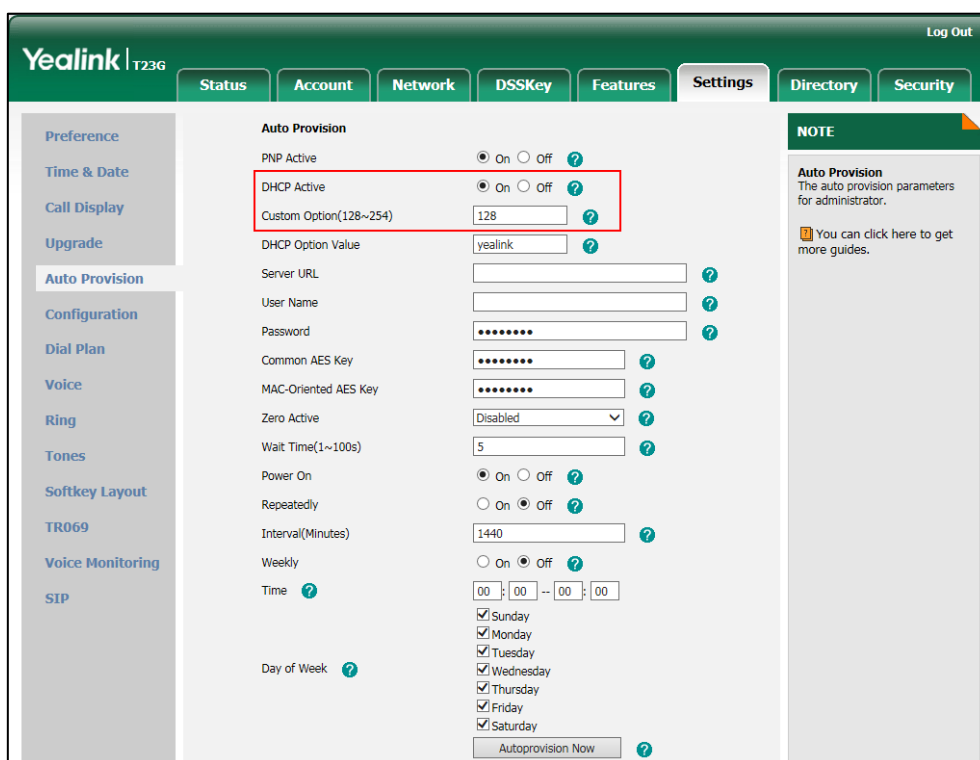 Log Out
Yealink | T23G
Status Account Network DSSKey Features Settings Directory Security
Preference
Time & Date
Call Display
Upgrade
Auto Provision
Configuration
Dial Plan
Voice
Ring
Tones
Softkey Layout
TR069
Voice Monitoring
SIP
Auto Provision
PNP Active On Off ?
DHCP Active On Off ?
Custom Option(128~254) 128 ?
DHCP Option Value yealink ?
Server URL ?
User Name ?
Password •••••••• ?
Common AES Key •••••••• ?
MAC-Oriented AES Key •••••••• ?
Zero Active Disabled ?
Wait Time(1~100s) 5 ?
Power On On Off ?
Repeatedly On Off ?
Interval(Minutes) 1440 ?
Weekly On Off ?
Time ? 00 : 00 -- 00 : 00
Sunday
Monday
Tuesday
Day of Week ? Wednesday
Thursday
Friday
Saturday
Autoprovision Now ?
NOTE
Auto Provision
The auto provision parameters
for administrator.
? You can click here to get
more guides.